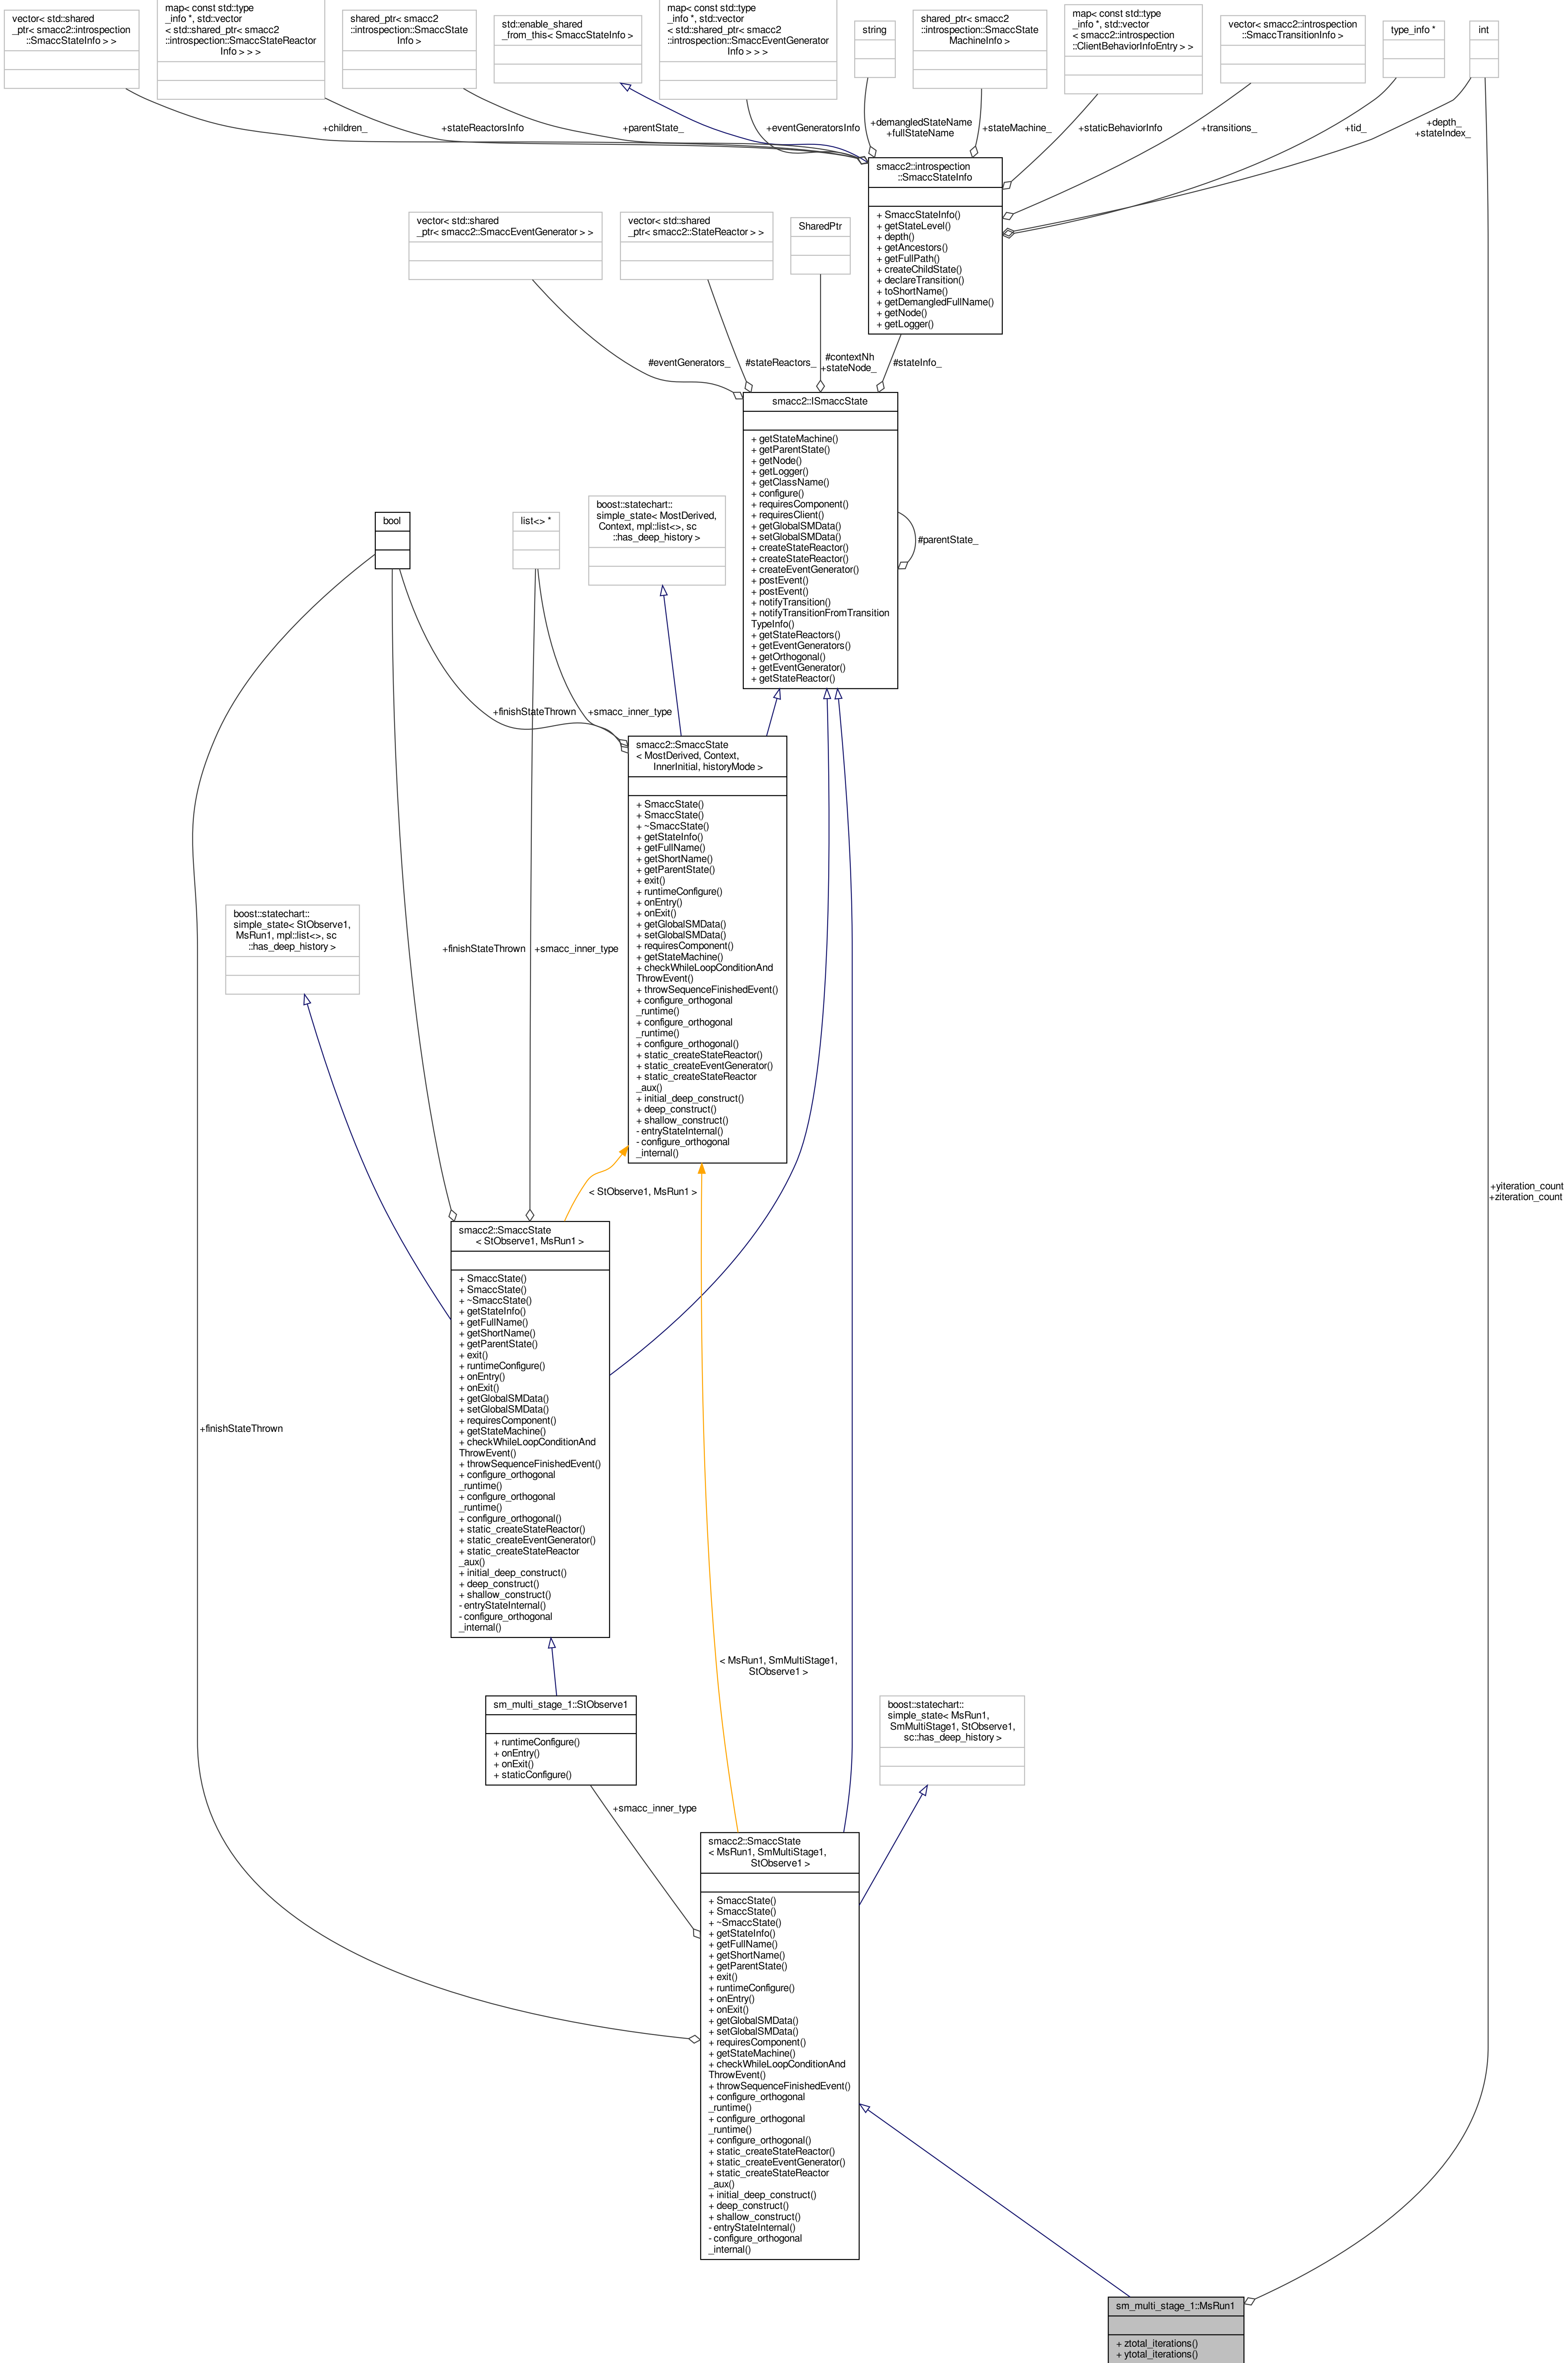 vector< std::shared
_ptr< smacc2::introspection
::SmaccStateInfo > >
map< const std::type
_info *, std::vector
< std::shared_ptr< smacc2
::introspection::SmaccStateReactor
Info > > >
shared_ptr< smacc2
::introspection::SmaccState
Info >
std::enable_shared
_from_this< SmaccStateInfo >
map< const std::type
_info *, std::vector
< std::shared_ptr< smacc2
::introspection::SmaccEventGenerator
Info > > >
string
shared_ptr< smacc2
::introspection::SmaccState
MachineInfo >
map< const std::type
_info *, std::vector
< smacc2::introspection
::ClientBehaviorInfoEntry > >
vector< smacc2::introspection
::SmaccTransitionInfo >
type_info *
int
+children_
+stateReactorsInfo
+parentState_
+eventGeneratorsInfo
+demangledStateName
+fullStateName
+stateMachine_
+staticBehaviorInfo
+transitions_
+tid_
+depth_
+stateIndex_
smacc2::introspection
::SmaccStateInfo
+ SmaccStateInfo()
+ getStateLevel()
+ depth()
+ getAncestors()
+ getFullPath()
+ createChildState()
+ declareTransition()
+ toShortName()
+ getDemangledFullName()
+ getNode()
+ getLogger()
vector< std::shared
_ptr< smacc2::SmaccEventGenerator > >
vector< std::shared
_ptr< smacc2::StateReactor > >
SharedPtr
#eventGenerators_
#stateReactors_
#contextNh
+stateNode_
#stateInfo_
smacc2::ISmaccState
+ getStateMachine()
+ getParentState()
+ getNode()
+ getLogger()
+ getClassName()
+ configure()
+ requiresComponent()
+ requiresClient()
+ getGlobalSMData()
+ setGlobalSMData()
+ createStateReactor()
+ createStateReactor()
+ createEventGenerator()
+ postEvent()
+ postEvent()
+ notifyTransition()
+ notifyTransitionFromTransition
TypeInfo()
+ getStateReactors()
+ getEventGenerators()
+ getOrthogonal()
+ getEventGenerator()
+ getStateReactor()
#parentState_
bool
list<> *
boost::statechart::
simple_state< MostDerived,
Context, mpl::list<>, sc
::has_deep_history >
+finishStateThrown
+smacc_inner_type
smacc2::SmaccState
< MostDerived, Context,
InnerInitial, historyMode >
+ SmaccState()
+ SmaccState()
+ ~SmaccState()
+ getStateInfo()
+ getFullName()
+ getShortName()
+ getParentState()
+ exit()
+ runtimeConfigure()
+ onEntry()
+ onExit()
+ getGlobalSMData()
+ setGlobalSMData()
+ requiresComponent()
+ getStateMachine()
+ checkWhileLoopConditionAnd
ThrowEvent()
+ throwSequenceFinishedEvent()
+ configure_orthogonal
_runtime()
+ configure_orthogonal
_runtime()
+ configure_orthogonal()
+ static_createStateReactor()
+ static_createEventGenerator()
+ static_createStateReactor
_aux()
+ initial_deep_construct()
+ deep_construct()
+ shallow_construct()
- entryStateInternal()
- configure_orthogonal
_internal()
boost::statechart::
simple_state< StObserve1,
MsRun1, mpl::list<>, sc
::has_deep_history >
+finishStateThrown
+smacc_inner_type
< StObserve1, MsRun1 >
+yiteration_count
+ziteration_count
smacc2::SmaccState
< StObserve1, MsRun1 >
+ SmaccState()
+ SmaccState()
+ ~SmaccState()
+ getStateInfo()
+ getFullName()
+ getShortName()
+ getParentState()
+ exit()
+ runtimeConfigure()
+ onEntry()
+ onExit()
+ getGlobalSMData()
+ setGlobalSMData()
+ requiresComponent()
+ getStateMachine()
+ checkWhileLoopConditionAnd
ThrowEvent()
+ throwSequenceFinishedEvent()
+ configure_orthogonal
_runtime()
+ configure_orthogonal
_runtime()
+ configure_orthogonal()
+ static_createStateReactor()
+ static_createEventGenerator()
+ static_createStateReactor
_aux()
+ initial_deep_construct()
+ deep_construct()
+ shallow_construct()
- entryStateInternal()
- configure_orthogonal
_internal()
+finishStateThrown
< MsRun1, SmMultiStage1,
StObserve1 >
sm_multi_stage_1::StObserve1
+ runtimeConfigure()
+ onEntry()
+ onExit()
+ staticConfigure()
boost::statechart::
simple_state< MsRun1,
SmMultiStage1, StObserve1,
sc::has_deep_history >
+smacc_inner_type
smacc2::SmaccState
< MsRun1, SmMultiStage1,
StObserve1 >
+ SmaccState()
+ SmaccState()
+ ~SmaccState()
+ getStateInfo()
+ getFullName()
+ getShortName()
+ getParentState()
+ exit()
+ runtimeConfigure()
+ onEntry()
+ onExit()
+ getGlobalSMData()
+ setGlobalSMData()
+ requiresComponent()
+ getStateMachine()
+ checkWhileLoopConditionAnd
ThrowEvent()
+ throwSequenceFinishedEvent()
+ configure_orthogonal
_runtime()
+ configure_orthogonal
_runtime()
+ configure_orthogonal()
+ static_createStateReactor()
+ static_createEventGenerator()
+ static_createStateReactor
_aux()
+ initial_deep_construct()
+ deep_construct()
+ shallow_construct()
- entryStateInternal()
- configure_orthogonal
_internal()
sm_multi_stage_1::MsRun1
+ ztotal_iterations()
+ ytotal_iterations()